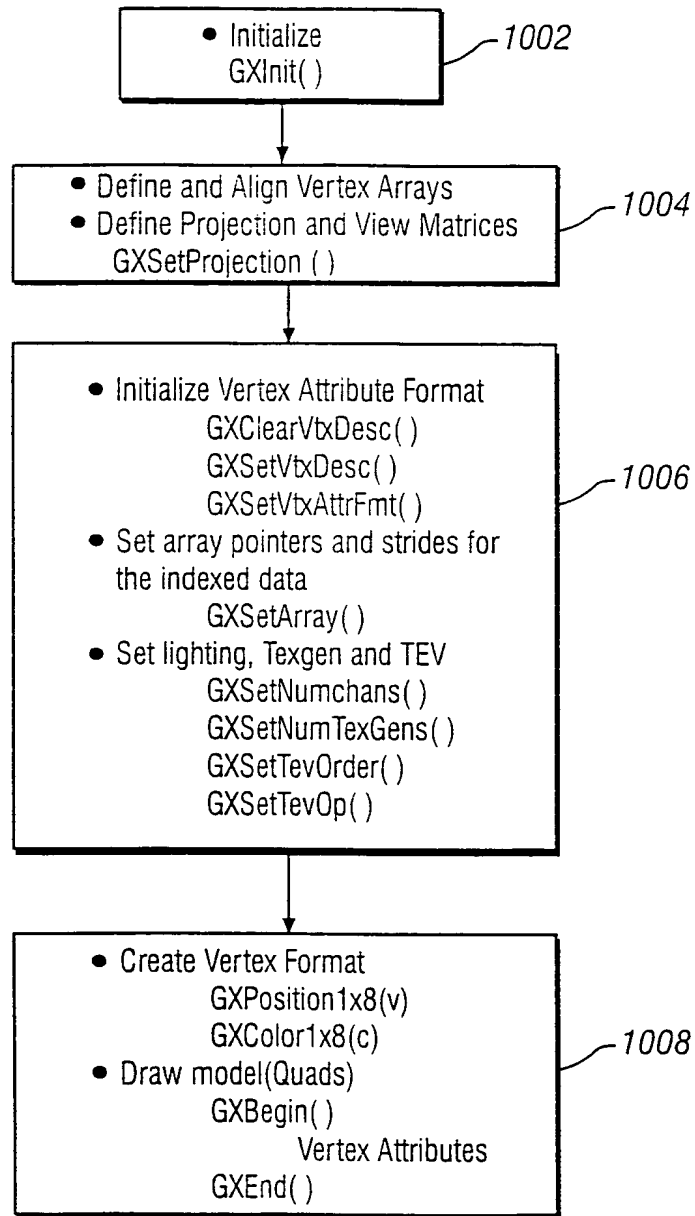 ● Initialize
GXInit( )
1002
● Define and Align Vertex Arrays
● Define Projection and View Matrices
GXSetProjection ( )
1004
● Initialize Vertex Attribute Format
GXClearVtxDesc( )
GXSetVtxDesc( )
GXSetVtxAttrFmt( )
● Set array pointers and strides for
the indexed data
GXSetArray( )
● Set lighting, Texgen and TEV
GXSetNumchans( )
GXSetNumTexGens( )
GXSetTevOrder( )
GXSetTevOp( )
1006
● Create Vertex Format
GXPosition1x8(v)
GXColor1x8(c)
● Draw model(Quads)
GXBegin( )
Vertex Attributes
GXEnd( )
1008